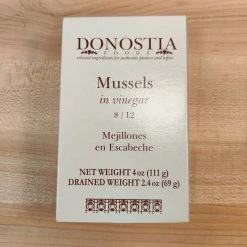 DONOSTIA
FOODS
selected ingredients for authentic pintxos and tapas
Mussels
in vinegar
8 / 12
Mejillones
en Escabeche
NET WEIGHT 4 oz (111 g)
DRAINED WEIGHT 2.4 oz (69 g)